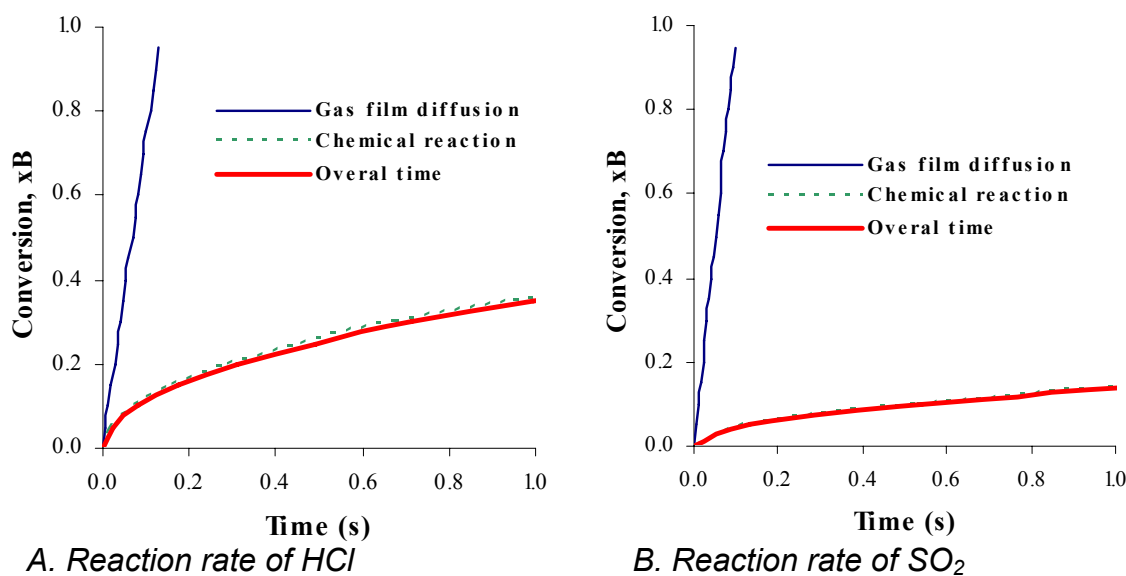 Conversion, xB
1.0
0.8
0.6
0.4
0.2
0.0
Gas film diffusion
Chemical reaction
Overal time
0.0 0.2 0.4 0.6 0.8 1.0
Time (s)
A. Reaction rate of HCl
Conversion, xB
1.0
0.8
0.6
0.4
0.2
0.0
Gas film diffusion
Chemical reaction
Overal time
0.0 0.2 0.4 0.6 0.8 1.0
Time (s)
B. Reaction rate of SO₂